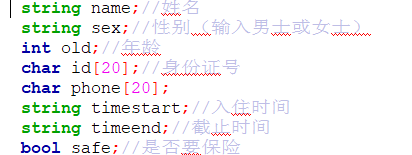 string name;//姓名
string sex;//性别（输入男士或女士）
int old;//年龄
char id[20];//身份证号
char phone[20];
string timestart;//入住时间
string timeend;//截止时间
bool safe;//是否要保险